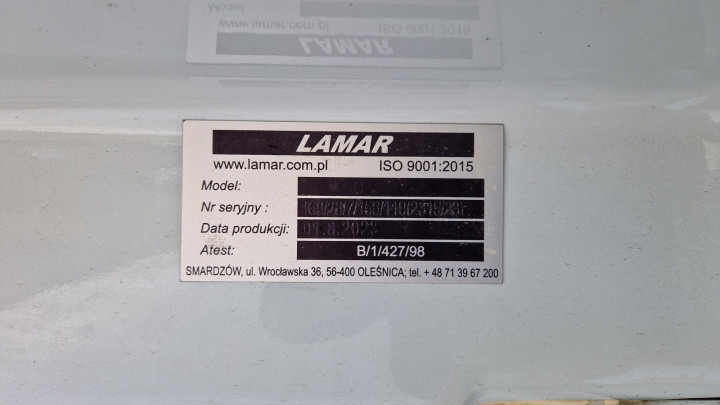 LAMAR
www.lamar.com.pl ISO 9001:2015
Model:
Nr seryjny :
Data produkcji:
Atest: B/1/427/98
SMARDZÓW, ul. Wrocławska 36, 56-400 OLEŚNICA; tel. + 48 71 39 67 200